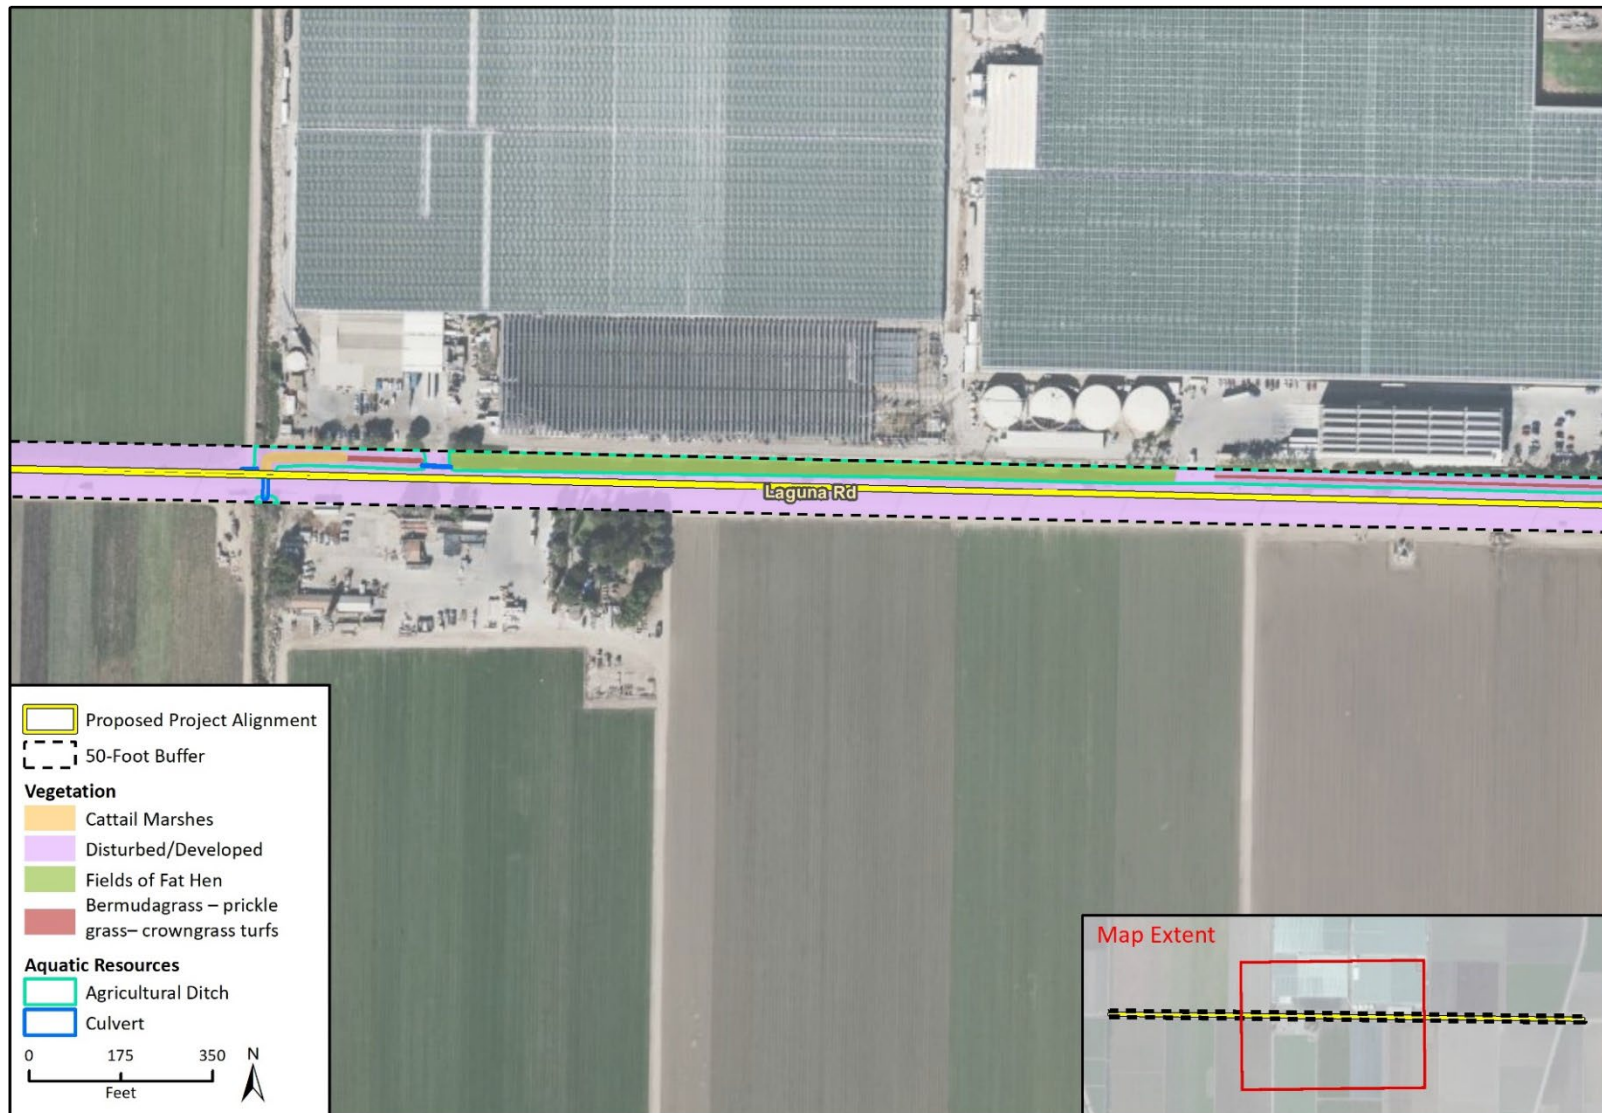 Laguna Rd
Proposed Project Alignment
50-Foot Buffer
Vegetation
Cattail Marshes
Disturbed/Developed
Fields of Fat Hen
Bermudagrass – prickle
grass– crowngrass turfs
Aquatic Resources
Agricultural Ditch
Culvert
0 175 350 N
Feet
Map Extent